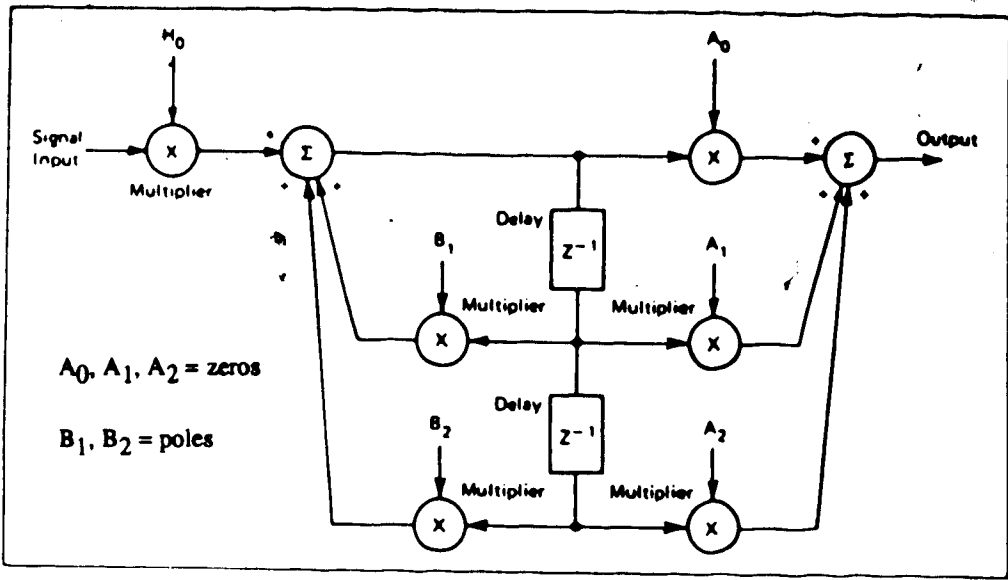 H0
A0
Signal
Input
X
Multiplier
Σ
X
Σ
Output
Delay
Z−1
B1
A1
Multiplier
Multiplier
X
X
A0, A1, A2 = zeros
Delay
Z−1
B2
A2
B1, B2 = poles
Multiplier
Multiplier
X
X